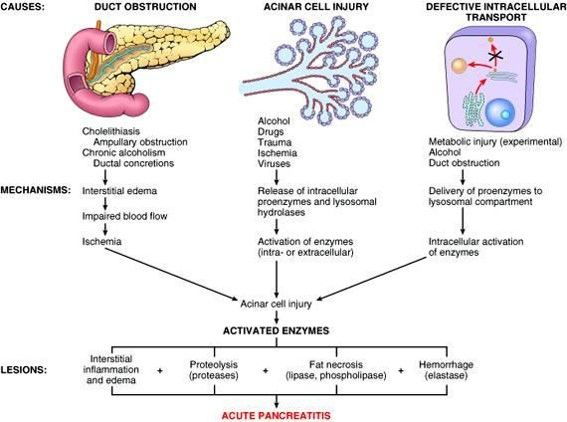 CAUSES:
DUCT OBSTRUCTION
ACINAR CELL INJURY
DEFECTIVE INTRACELLULAR
TRANSPORT
Cholelithiasis
Ampullary obstruction
Chronic alcoholism
Ductal concretions
Alcohol
Drugs
Trauma
Ischemia
Viruses
Metabolic injury (experimental)
Alcohol
Duct obstruction
MECHANISMS:
Interstitial edema
Impaired blood flow
Ischemia
Release of intracellular
proenzymes and lysosomal
hydrolases
Activation of enzymes
(intra- or extracellular)
Delivery of proenzymes to
lysosomal compartment
Intracellular activation
of enzymes
Acinar cell injury
ACTIVATED ENZYMES
LESIONS:
Interstitial
inflammation
and edema
+
Proteolysis
(proteases)
+
Fat necrosis
(lipase, phospholipase)
+
Hemorrhage
(elastase)
ACUTE PANCREATITIS